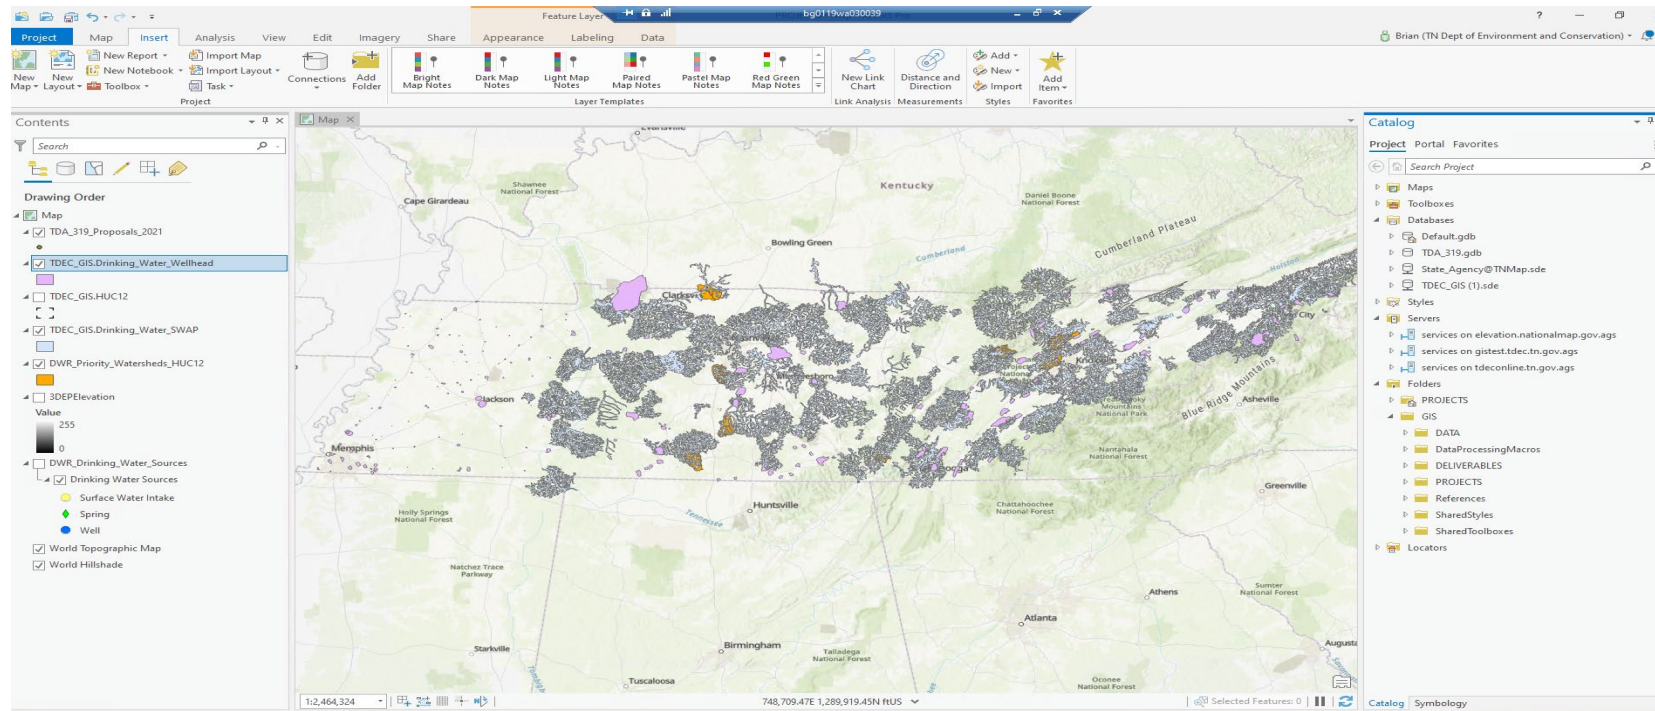 Feature Layer
bg0119wa030039
?
Project Map Insert Analysis View Edit Imagery Share Appearance Labeling Data
Brian (TN Dept of Environment and Conservation)
New Map
New Layout
New Report
New Notebook
Toolbox
Import Map
Import Layout
Task
Connections
Add Folder
Bright Map Notes
Dark Map Notes
Light Map Notes
Paired Map Notes
Pastel Map Notes
Red Green Map Notes
New Link Chart
Distance and Direction
Add
New
Import
Add Item
Project
Layer Templates
Link Analysis
Measurements
Styles
Favorites
Contents
Search
Drawing Order
Map
TDA_319_Proposals_2021
TDEC_GIS.Drinking_Water_Wellhead
TDEC_GIS.HUC12
TDEC_GIS.Drinking_Water_SWAP
DWR_Priority_Watersheds_HUC12
3DEPElevation
Value
255
0
DWR_Drinking_Water_Sources
Drinking Water Sources
Surface Water Intake
Spring
Well
World Topographic Map
World Hillshade
Map
Evansville
Shawnee National Forest
Cape Girardeau
Kentucky
Daniel Boone National Forest
Bowling Green
Cumberland
Cumberland Plateau
Holston
Jackson
Memphis
Blue Ridge Mountains
Asheville
Mountains
National Park
Nantahala National Forest
Greenville
Huntsville
Tennessee
Chattahoochee National Forest
Holly Springs National Forest
Natchez Trace Parkway
Sumter National Forest
Athens
Atlanta
Birmingham
Talladega National Forest
Starkville
Tuscaloosa
Oconee National Forest
Augusta
1:2,464,324
748,709.47E 1,289,919.45N ftUS
Selected Features: 0
Catalog
Project Portal Favorites
Search Project
Maps
Toolboxes
Databases
Default.gdb
TDA_319.gdb
State_Agency@TNMap.sde
TDEC_GIS (1).sde
Styles
Servers
services on elevation.nationalmap.gov.ags
services on gistest.tdec.tn.gov.ags
services on tdeconline.tn.gov.ags
Folders
PROJECTS
GIS
DATA
DataProcessingMacros
DELIVERABLES
PROJECTS
References
SharedStyles
SharedToolboxes
Locators
Catalog Symbology